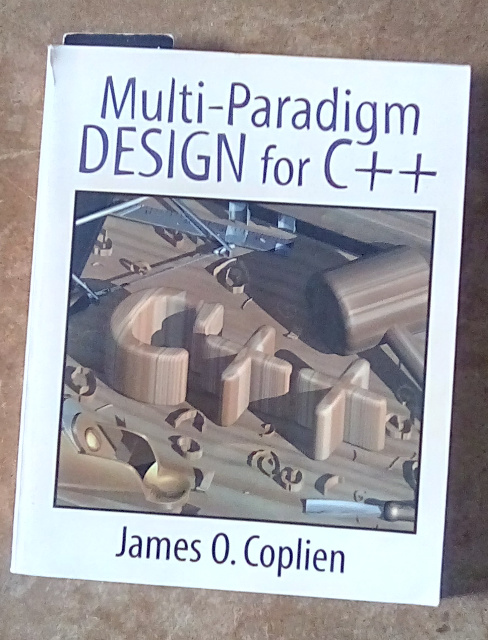 Multi-Paradigm
DESIGN for C++
C++
James O. Coplien